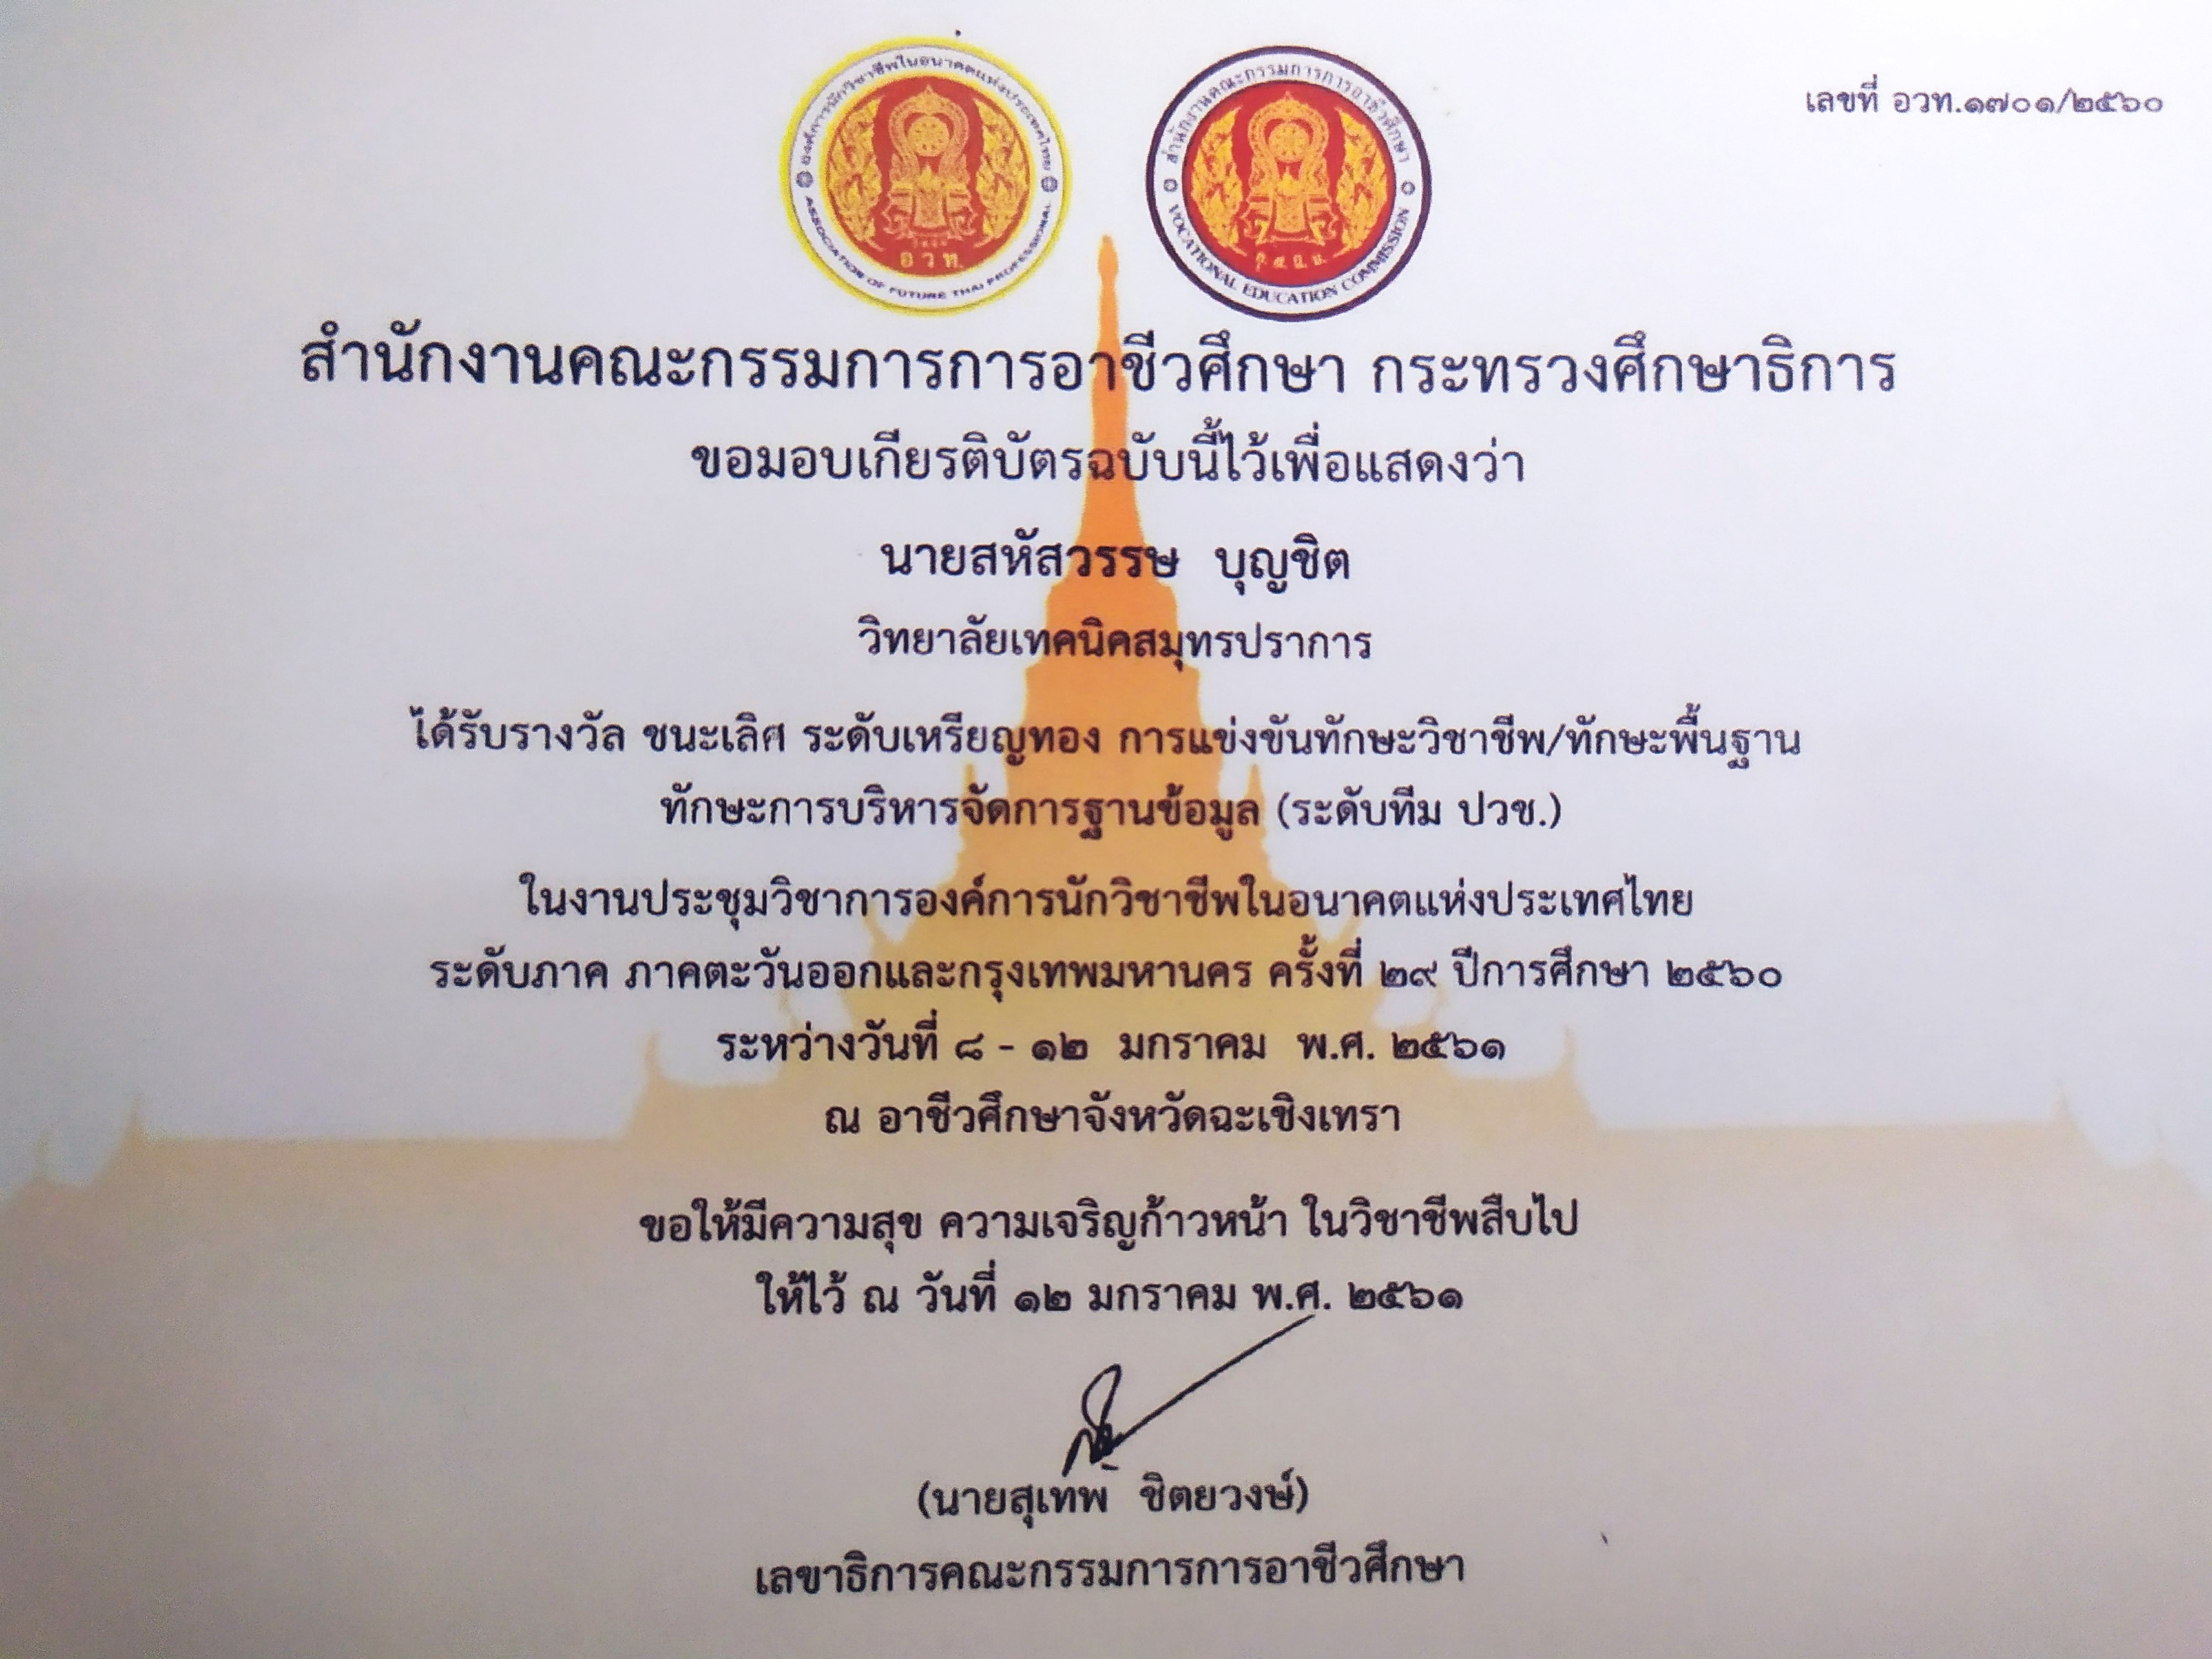 เลขที่ อวท.๑๗๐๑/๒๕๖๐
องค์การนักวิชาชีพในอนาคตแห่งประเทศไทย
ASSOCIATION OF FUTURE THAI PROFESSIONAL
อ ว ท.
สำนักงานคณะกรรมการการอาชีวศึกษา
VOCATIONAL EDUCATION COMMISSION
สำนักงานคณะกรรมการการอาชีวศึกษา กระทรวงศึกษาธิการ
ขอมอบเกียรติบัตรฉบับนี้ไว้เพื่อแสดงว่า
นายสหัสวรรษ บุญชิต
วิทยาลัยเทคนิคสมุทรปราการ
ได้รับรางวัล ชนะเลิศ ระดับเหรียญทอง การแข่งขันทักษะวิชาชีพ/ทักษะพื้นฐาน
ทักษะการบริหารจัดการฐานข้อมูล (ระดับทีม ปวช.)
ในงานประชุมวิชาการองค์การนักวิชาชีพในอนาคตแห่งประเทศไทย
ระดับภาค ภาคตะวันออกและกรุงเทพมหานคร ครั้งที่ ๒๙ ปีการศึกษา ๒๕๖๐
ระหว่างวันที่ ๘ - ๑๒ มกราคม พ.ศ. ๒๕๖๑
ณ อาชีวศึกษาจังหวัดฉะเชิงเทรา
ขอให้มีความสุข ความเจริญก้าวหน้า ในวิชาชีพสืบไป
ให้ไว้ ณ วันที่ ๑๒ มกราคม พ.ศ. ๒๕๖๑
(นายสุเทพ ชิตยวงษ์)
เลขาธิการคณะกรรมการการอาชีวศึกษา